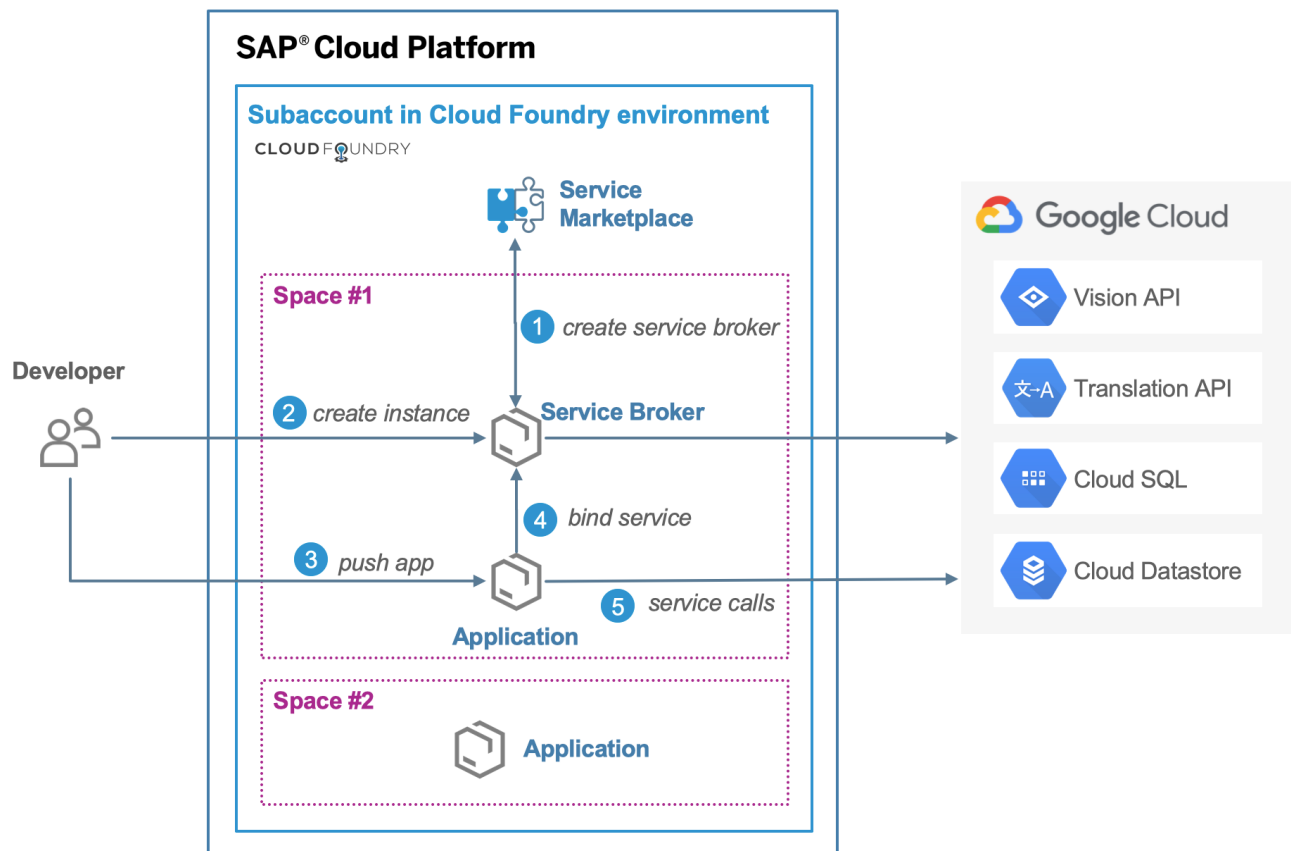 SAP® Cloud Platform
Subaccount in Cloud Foundry environment
CLOUD FOUNDRY
Service
Marketplace
Google Cloud
Space #1
Vision API
1 create service broker
Developer
Translation API
2 create instance
Service Broker
文→A
Cloud SQL
4 bind service
3 push app
Cloud Datastore
5 service calls
Application
Space #2
Application